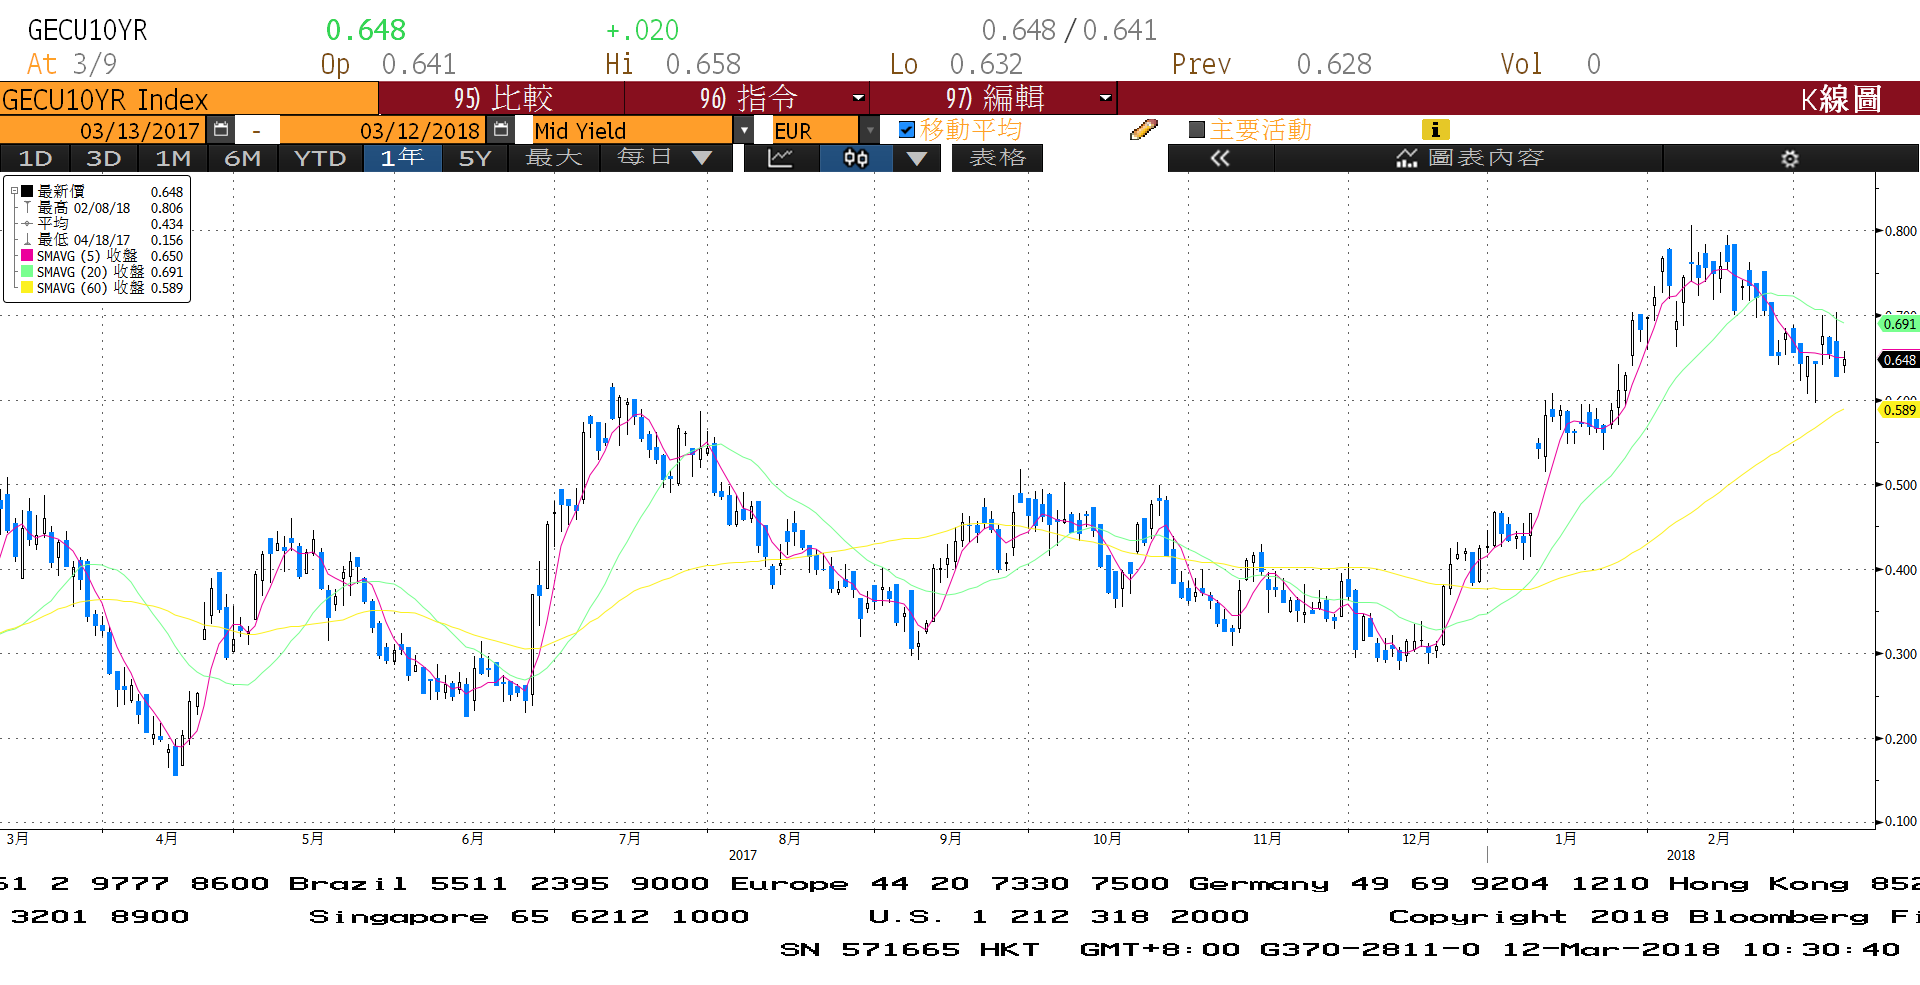 GECU10YR 0.648 +.020 0.648 / 0.641
At 3/9 Op 0.641 Hi 0.658 Lo 0.632 Prev 0.628 Vol 0
GECU10YR Index 95) 比較 96) 指令 97) 編輯 K線圖
03/13/2017 - 03/12/2018 Mid Yield EUR 移動平均 主要活動
1D 3D 1M 6M YTD 1年 5Y 最大 每日 表格 圖表內容
最新價 0.648
最高 02/08/18 0.806
平均 0.434
最低 04/18/17 0.156
SMAVG (5) 收盤 0.650
SMAVG (20) 收盤 0.691
SMAVG (60) 收盤 0.589
0.800
0.691
0.648
0.589
0.500
0.400
0.300
0.200
0.100
3月 4月 5月 6月 7月 8月 9月 10月 11月 12月 1月 2月
2017 2018
61 2 9777 8600 Brazil 5511 2395 9000 Europe 44 20 7330 7500 Germany 49 69 9204 1210 Hong Kong 852
3201 8900 Singapore 65 6212 1000 U.S. 1 212 318 2000 Copyright 2018 Bloomberg Fi
SN 571665 HKT GMT+8:00 G370-2811-0 12-Mar-2018 10:30:40